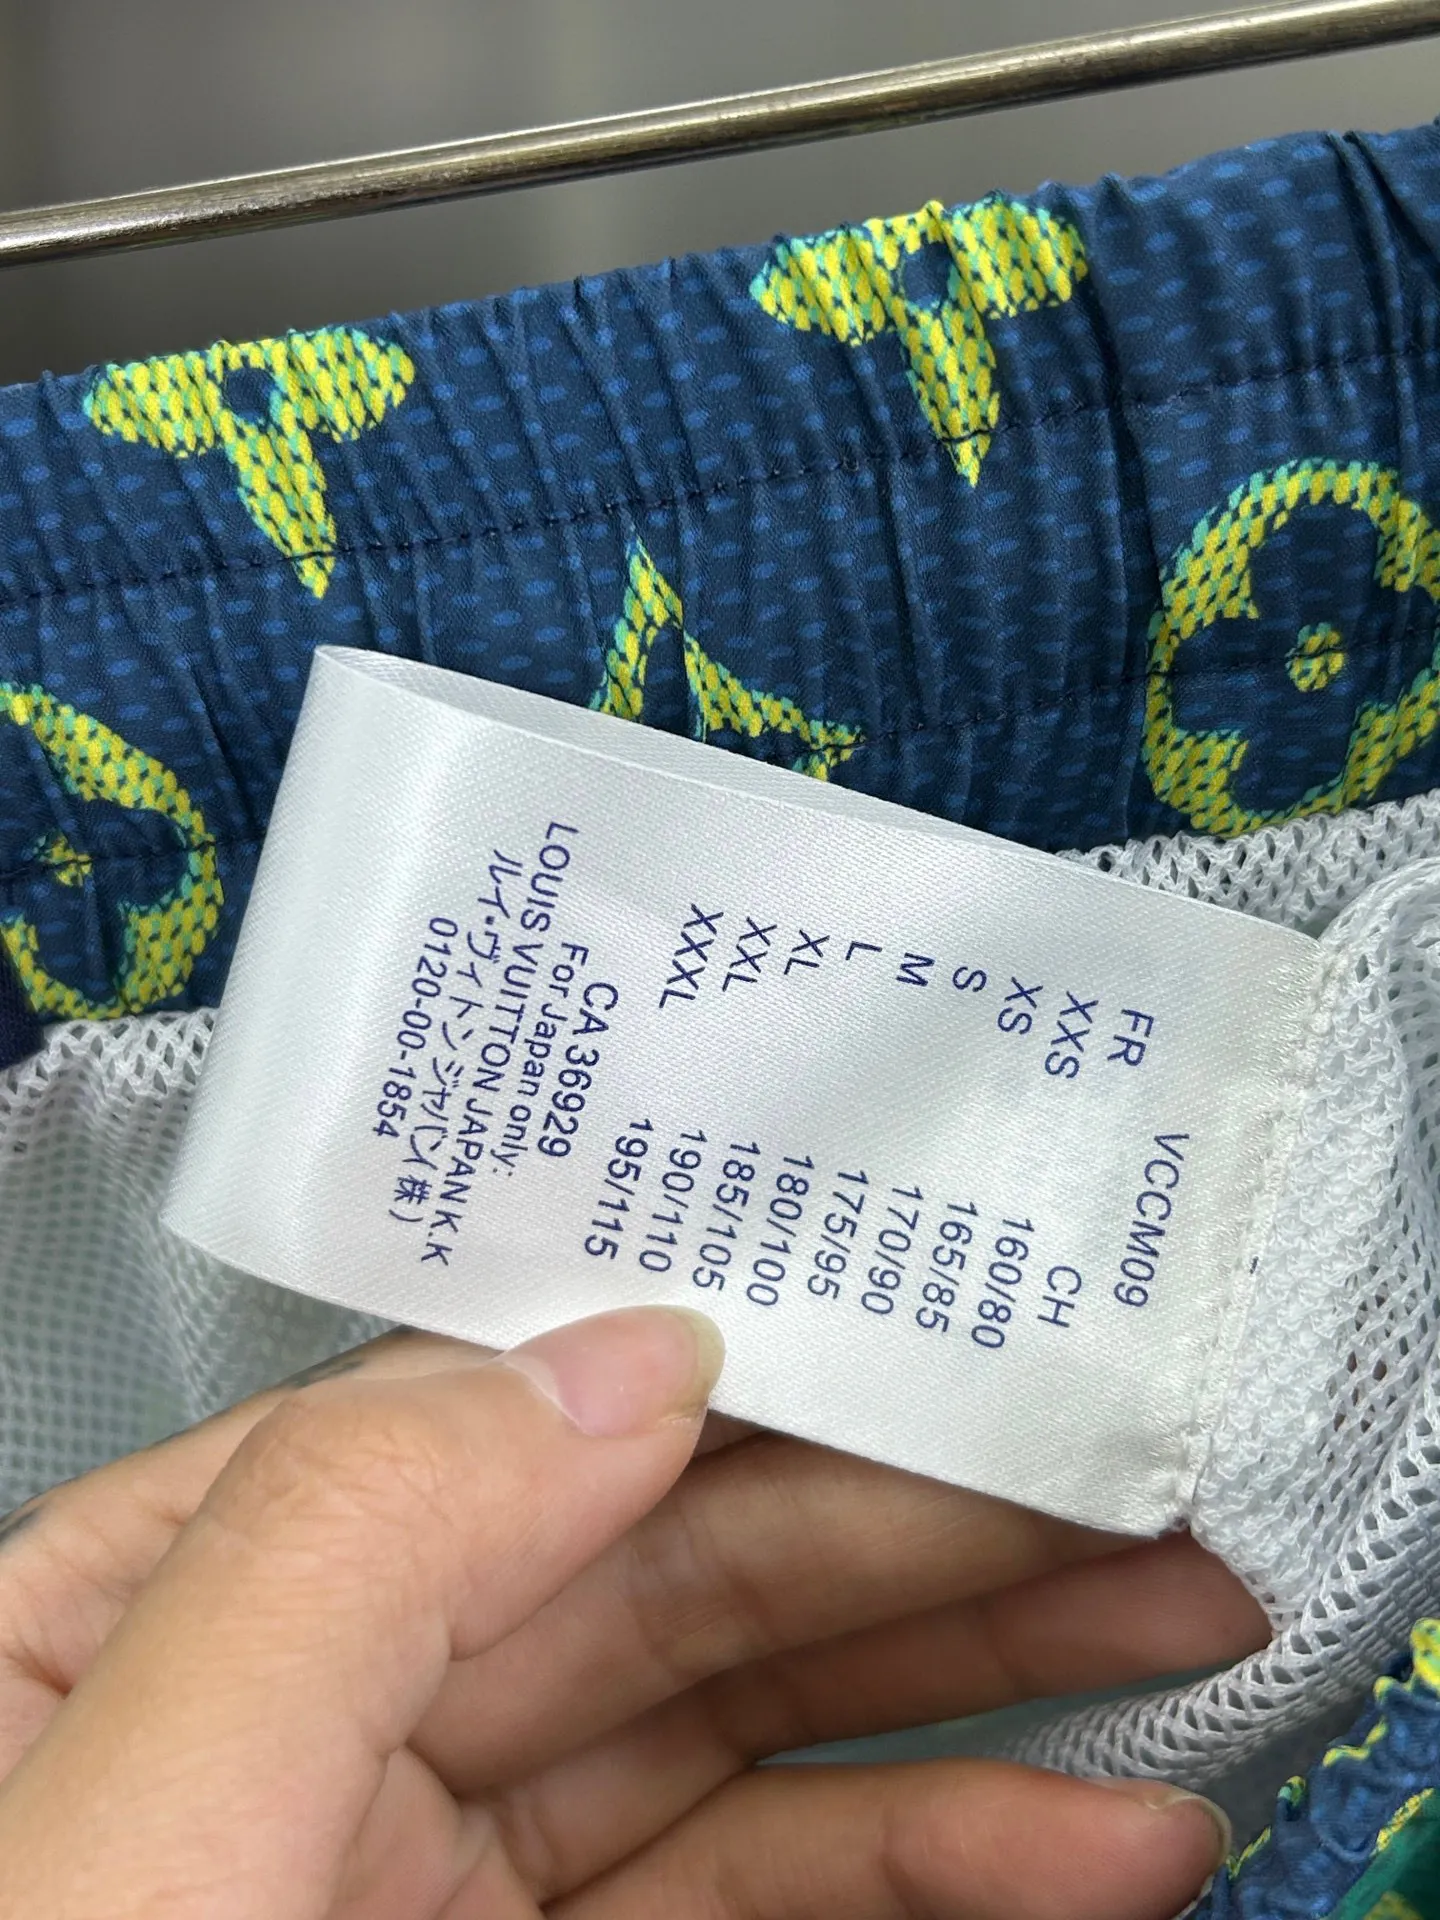 VCCM09
FR CH
XXS 160/80
XS 165/85
S 170/90
M 175/95
L 180/100
XL 185/105
XXL 190/110
XXXL 195/115
CA 36929
For Japan only:
LOUIS VUITTON JAPAN K.K
ルイ・ヴィトンジャパン(株)
0120-00-1854